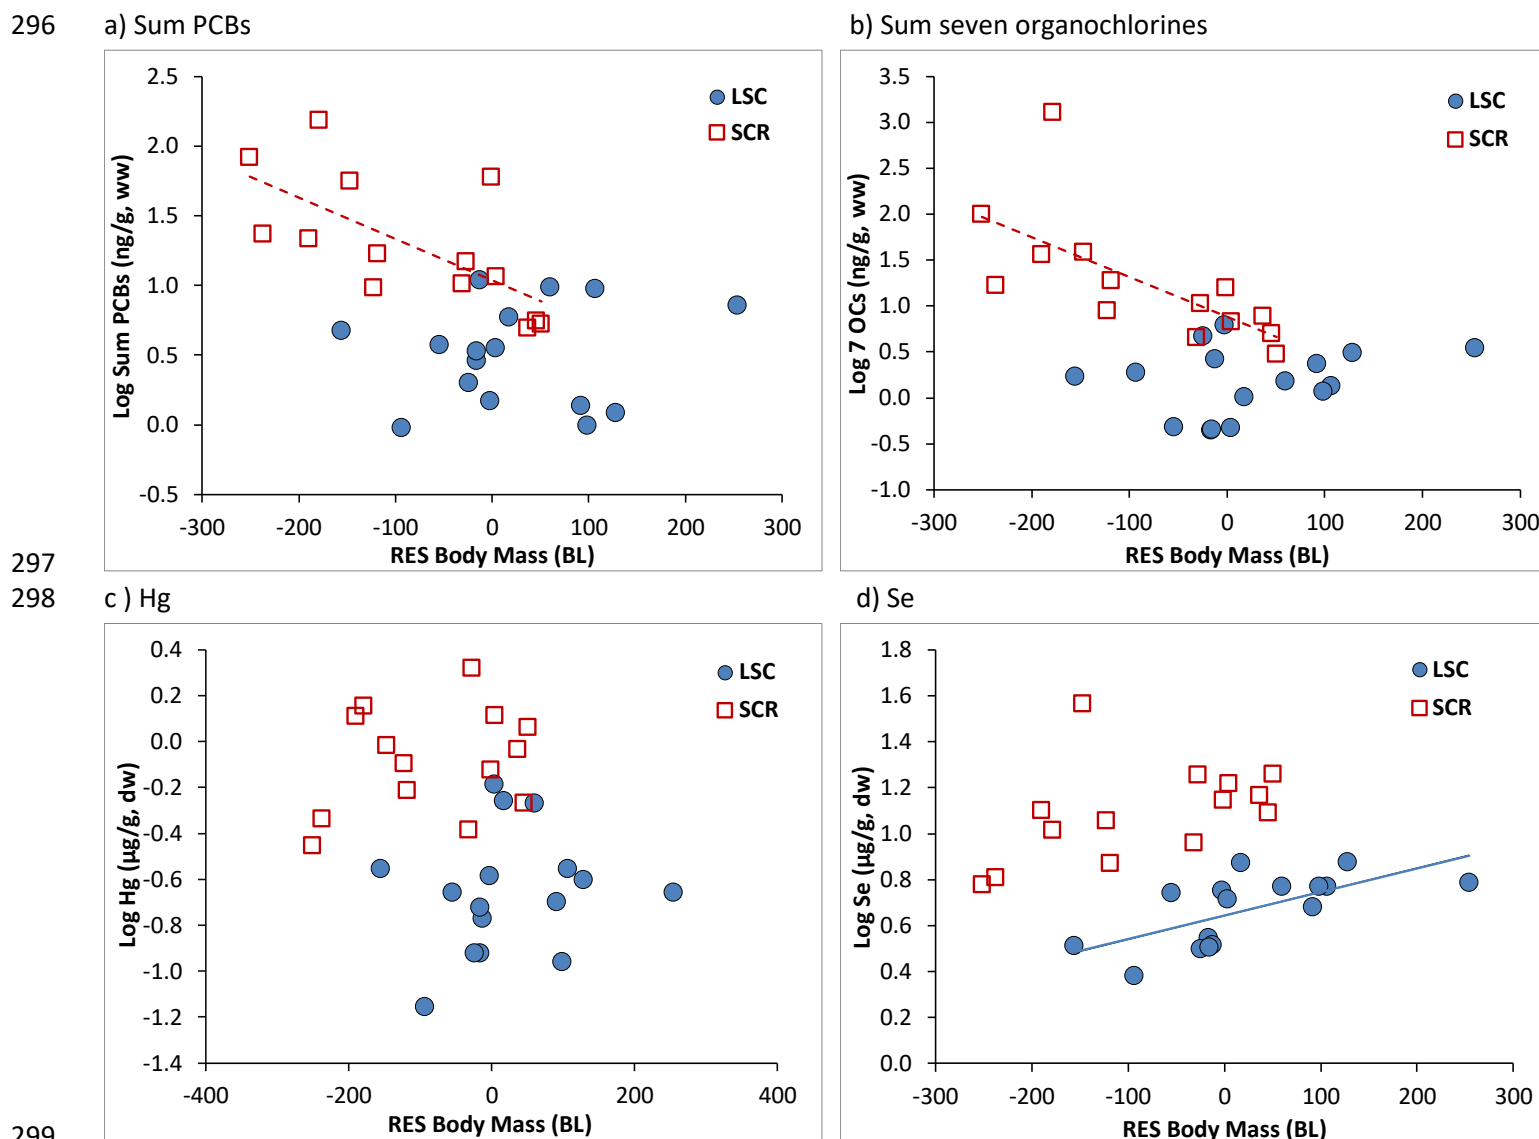 296 a) Sum PCBs b) Sum seven organochlorines
2.5
2.0
1.5
1.0
0.5
0.0
-0.5
-300 -200 -100 0 100 200 300
Log Sum PCBs (ng/g, ww)
RES Body Mass (BL)
LSC
SCR
3.5
3.0
2.5
2.0
1.5
1.0
0.5
0.0
-0.5
-1.0
-300 -200 -100 0 100 200 300
Log 7 OCs (ng/g, ww)
RES Body Mass (BL)
LSC
SCR
297
298 c ) Hg d) Se
0.4
0.2
0.0
-0.2
-0.4
-0.6
-0.8
-1.0
-1.2
-1.4
-400 -200 0 200 400
Log Hg (µg/g, dw)
RES Body Mass (BL)
LSC
SCR
1.8
1.6
1.4
1.2
1.0
0.8
0.6
0.4
0.2
0.0
-300 -200 -100 0 100 200 300
Log Se (µg/g, dw)
RES Body Mass (BL)
LSC
SCR
299